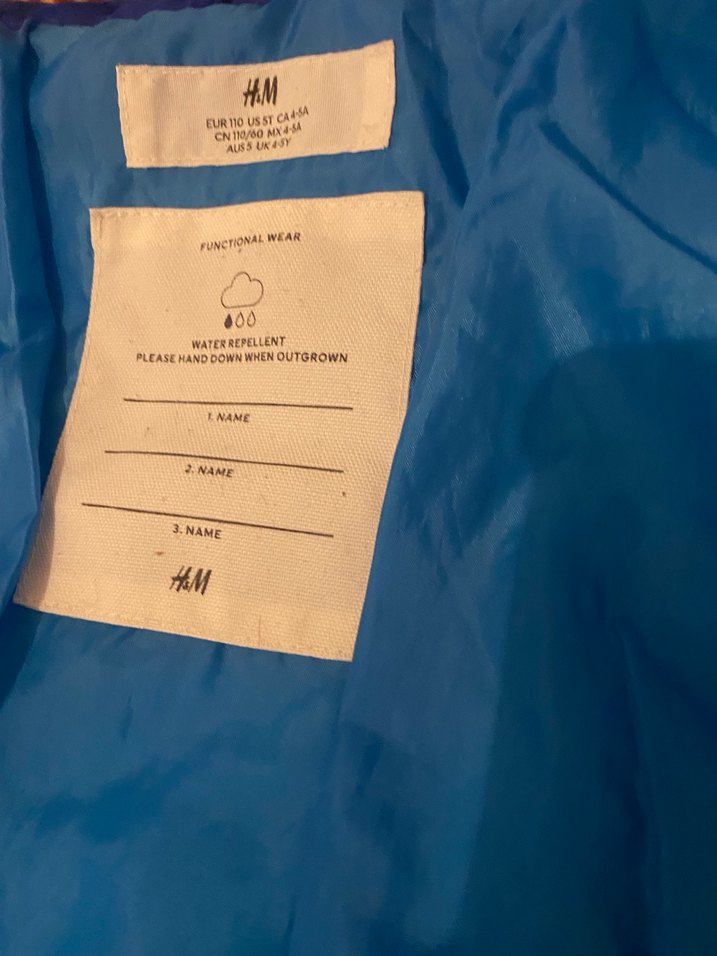 H&M
EUR 110 US 5T CA 4-5A
CN 110/60 MX 4-5A
AUS 5 UK 4-5Y
FUNCTIONAL WEAR
WATER REPELLENT
PLEASE HAND DOWN WHEN OUTGROWN
1. NAME
2. NAME
3. NAME
H&M